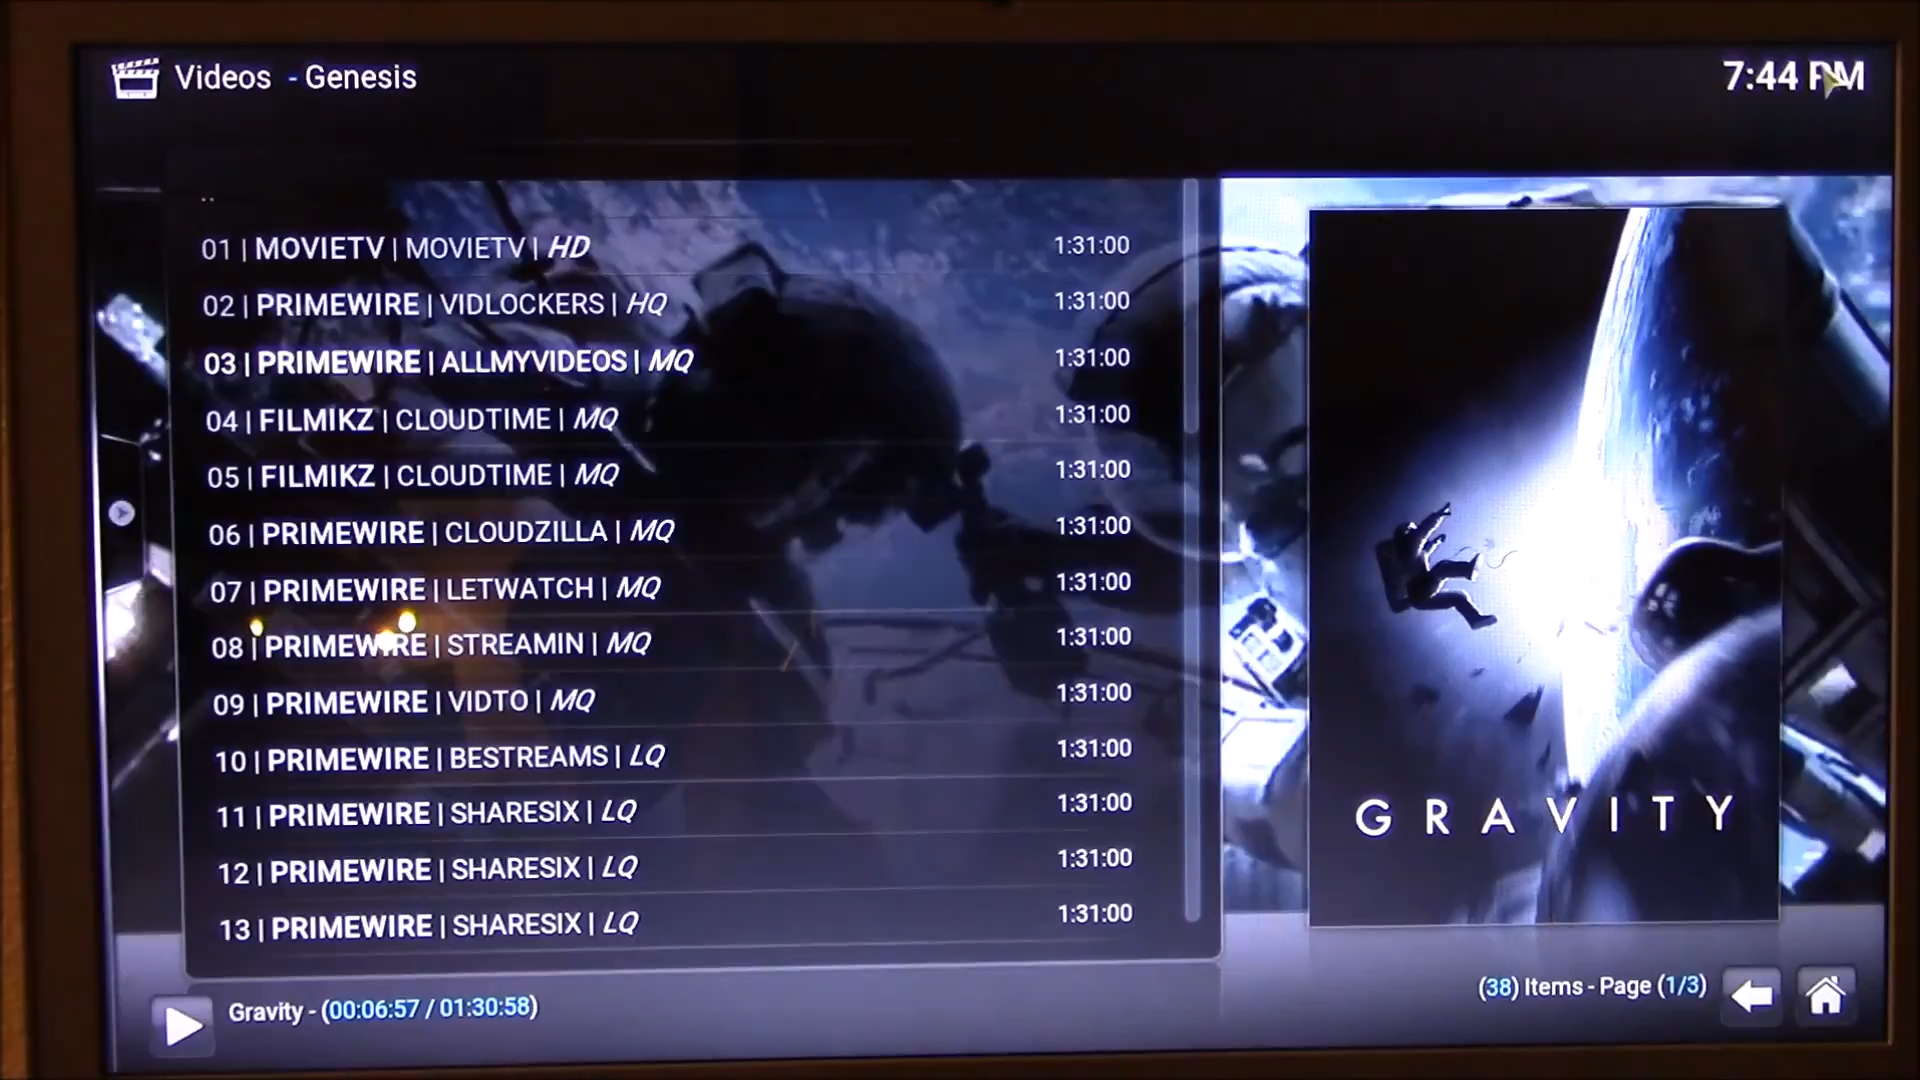 Videos - Genesis
7:44 PM
..
01 | MOVIETV | MOVIETV | HD 1:31:00
02 | PRIMEWIRE | VIDLOCKERS | HQ 1:31:00
03 | PRIMEWIRE | ALLMYVIDEOS | MQ 1:31:00
04 | FILMIKZ | CLOUDTIME | MQ 1:31:00
05 | FILMIKZ | CLOUDTIME | MQ 1:31:00
06 | PRIMEWIRE | CLOUDZILLA | MQ 1:31:00
07 | PRIMEWIRE | LETWATCH | MQ 1:31:00
08 | PRIMEWIRE | STREAMIN | MQ 1:31:00
09 | PRIMEWIRE | VIDTO | MQ 1:31:00
10 | PRIMEWIRE | BESTREAMS | LQ 1:31:00
11 | PRIMEWIRE | SHARESIX | LQ 1:31:00
12 | PRIMEWIRE | SHARESIX | LQ 1:31:00
13 | PRIMEWIRE | SHARESIX | LQ 1:31:00
GRAVITY
Gravity - (00:06:57 / 01:30:58)
(38) Items - Page (1/3)